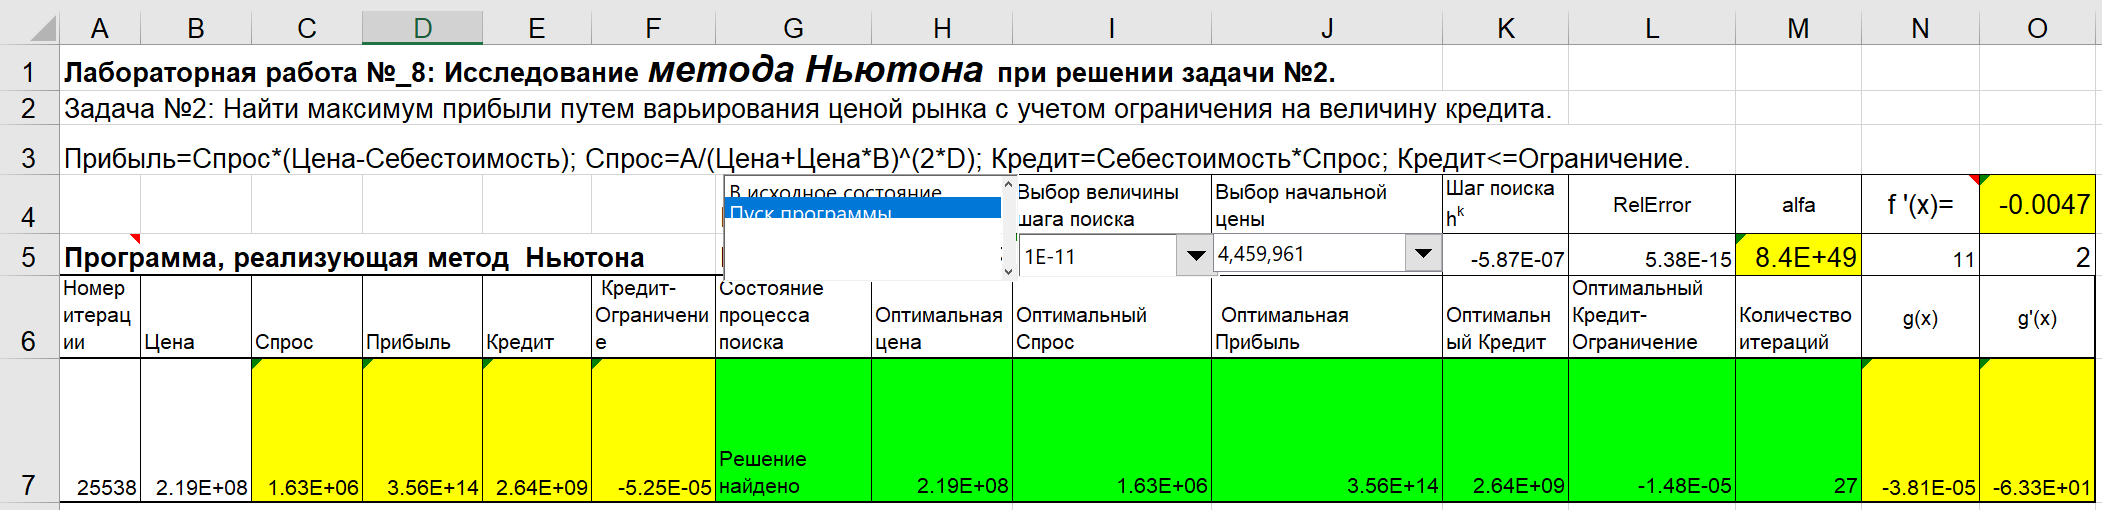 A B C D E F G H I J K L M N O
1 Лабораторная работа №_8: Исследование метода Ньютона при решении задачи №2.
2 Задача №2: Найти максимум прибыли путем варьирования ценой рынка с учетом ограничения на величину кредита.
3 Прибыль=Спрос*(Цена-Себестоимость); Спрос=A/(Цена+Цена*B)^(2*D); Кредит=Себестоимость*Спрос; Кредит<=Ограничение.
4
В исходное состояние
Пуск программы
Выбор величины
шага поиска
Выбор начальной
цены
Шаг поиска
hᵏ
RelError
alfa
f '(x)=
-0.0047
5 Программа, реализующая метод Ньютона
1E-11
4,459,961
-5.87E-07
5.38E-15
8.4E+49
11
2
6
Номер
итерац
ии
Цена
Спрос
Прибыль
Кредит
Кредит-
Ограничени
е
Состояние
процесса
поиска
Оптимальная
цена
Оптимальный
Спрос
Оптимальная
Прибыль
Оптимальн
ый Кредит
Оптимальный
Кредит-
Ограничение
Количество
итераций
g(x)
g'(x)
7
25538
2.19E+08
1.63E+06
3.56E+14
2.64E+09
-5.25E-05
Решение
найдено
2.19E+08
1.63E+06
3.56E+14
2.64E+09
-1.48E-05
27
-3.81E-05
-6.33E+01